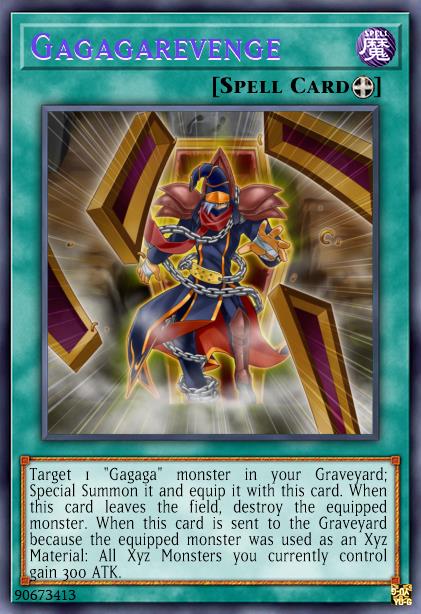 Gagagarevenge
SPELL
魔
[Spell Card]
Target 1 "Gagaga" monster in your Graveyard;
Special Summon it and equip it with this card. When
this card leaves the field, destroy the equipped
monster. When this card is sent to the Graveyard
because the equipped monster was used as an Xyz
Material: All Xyz Monsters you currently control
gain 300 ATK.
90673413